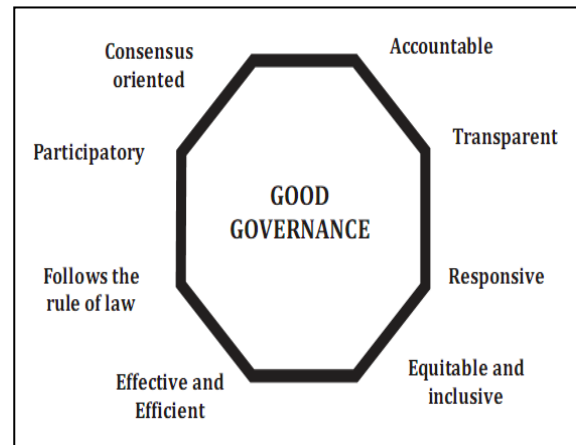 Consensus
oriented
Accountable
Participatory
Transparent
GOOD
GOVERNANCE
Follows the
rule of law
Responsive
Effective and
Efficient
Equitable and
inclusive